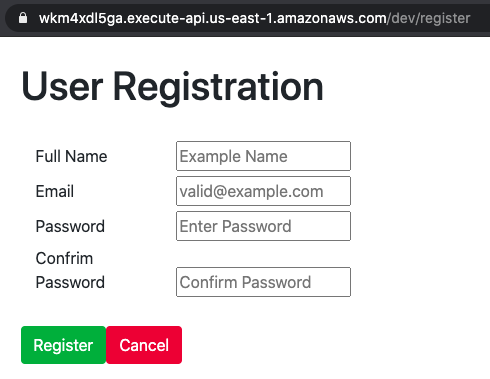 wkm4xdl5ga.execute-api.us-east-1.amazonaws.com/dev/register
User Registration
Full Name Example Name
Email valid@example.com
Password Enter Password
Confrim
Password Confirm Password
Register Cancel